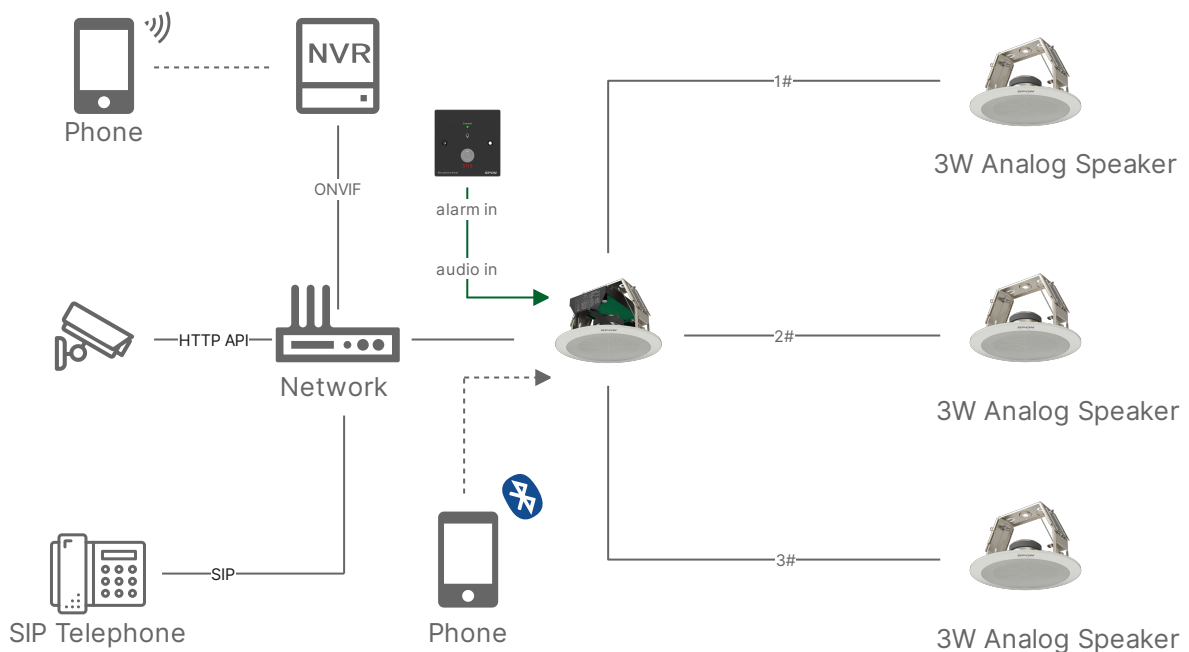 NVR
Phone
1#
3W Analog Speaker
ONVIF
alarm in
audio in
HTTP API
Network
2#
3W Analog Speaker
SIP
SIP Telephone
Phone
3#
3W Analog Speaker